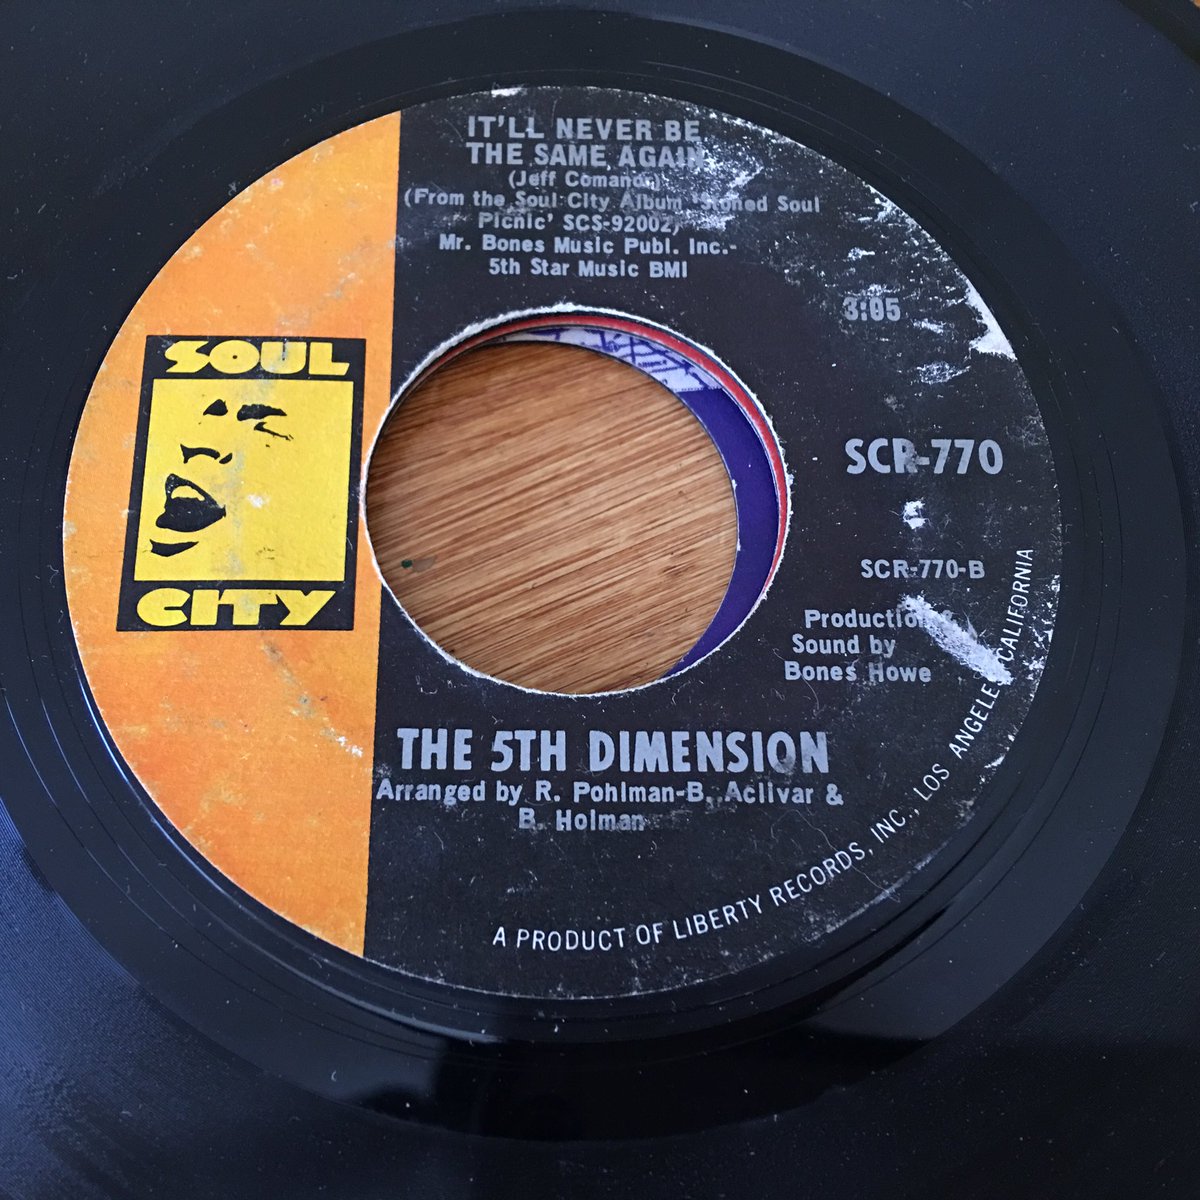 IT'LL NEVER BE
THE SAME AGAIN
(Jeff Comanor)
(From the Soul City Album 'Stoned Soul
Picnic' SCS-92002)
Mr. Bones Music Publ. Inc.-
5th Star Music BMI
3:05
SOUL
CITY
SCR-770
SCR-770-B
Production &
Sound by
Bones Howe
THE 5TH DIMENSION
Arranged by R. Pohlman-B. Aclivar &
B. Holman
A PRODUCT OF LIBERTY RECORDS, INC., LOS ANGELES, CALIFORNIA